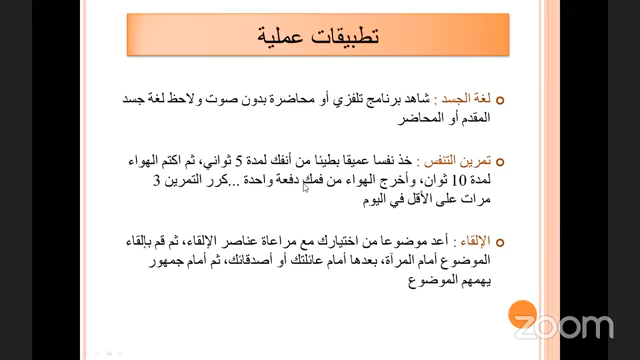 تطبيقات عملية
لغة الجسد : شاهد برنامج تلفزي أو محاضرة بدون صوت ولاحظ لغة جسد
المقدم أو المحاضر
تمرين التنفس : خذ نفسا عميقا بطيئا من أنفك لمدة 5 ثواني، ثم اكتم الهواء
لمدة 10 ثوان، وأخرج الهواء من فمك دفعة واحدة ...كرر التمرين 3
مرات على الأقل في اليوم
الإلقاء : أعد موضوعا من اختيارك مع مراعاة عناصر الإلقاء، ثم قم بإلقاء
الموضوع أمام المرآة، بعدها أمام عائلتك أو أصدقائك، ثم أمام جمهور
يهمهم الموضوع
zoom